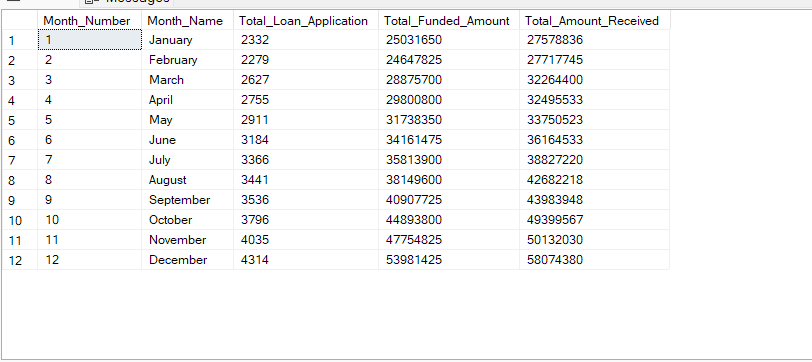 Messages
Month_Number Month_Name Total_Loan_Application Total_Funded_Amount Total_Amount_Received
1 1 January 2332 25031650 27578836
2 2 February 2279 24647825 27717745
3 3 March 2627 28875700 32264400
4 4 April 2755 29800800 32495533
5 5 May 2911 31738350 33750523
6 6 June 3184 34161475 36164533
7 7 July 3366 35813900 38827220
8 8 August 3441 38149600 42682218
9 9 September 3536 40907725 43983948
10 10 October 3796 44893800 49399567
11 11 November 4035 47754825 50132030
12 12 December 4314 53981425 58074380